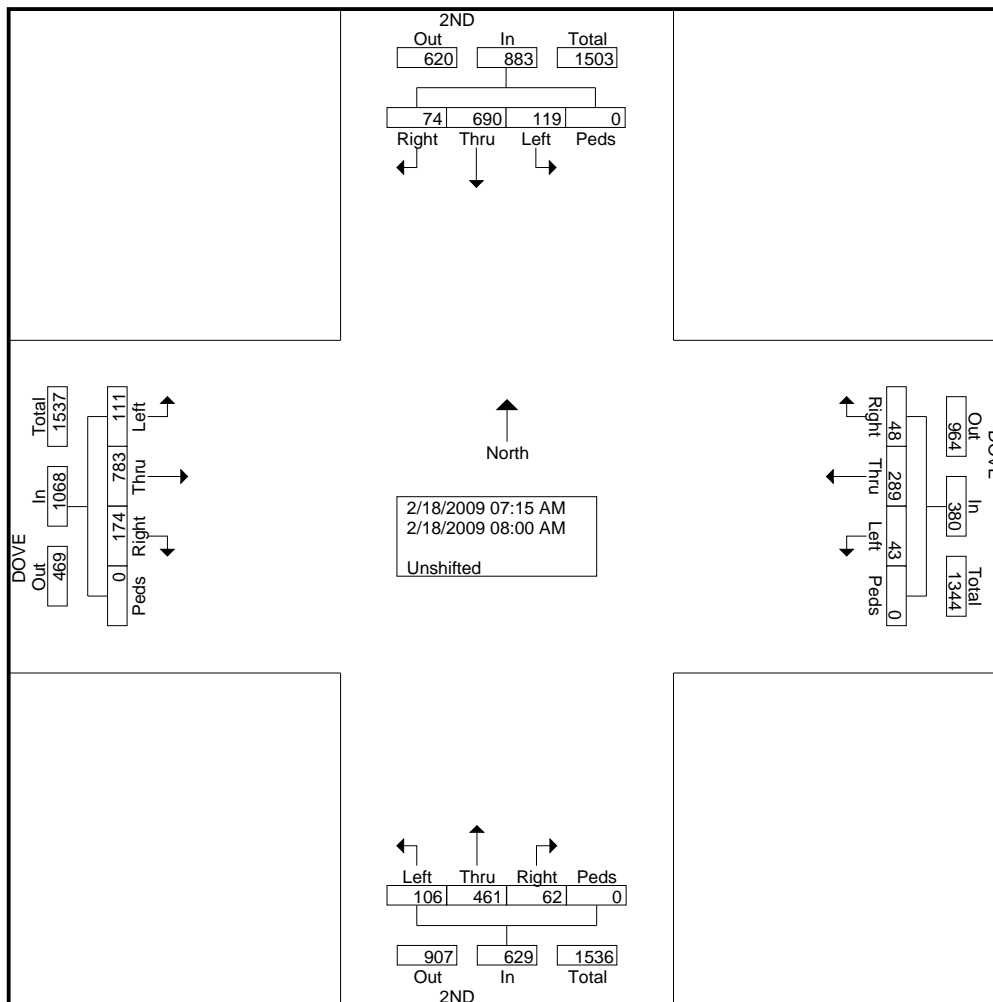 2ND
Out In Total
620 883 1503
74 690 119 0
Right Thru Left Peds
DOVE
Total In Out
1537 1068 469
111 783 174 0
Left Thru Right Peds
North
2/18/2009 07:15 AM
2/18/2009 08:00 AM
Unshifted
DOVE
Out In Total
964 380 1344
48 289 43 0
Right Thru Left Peds
Left Thru Right Peds
106 461 62 0
907 629 1536
Out In Total
2ND